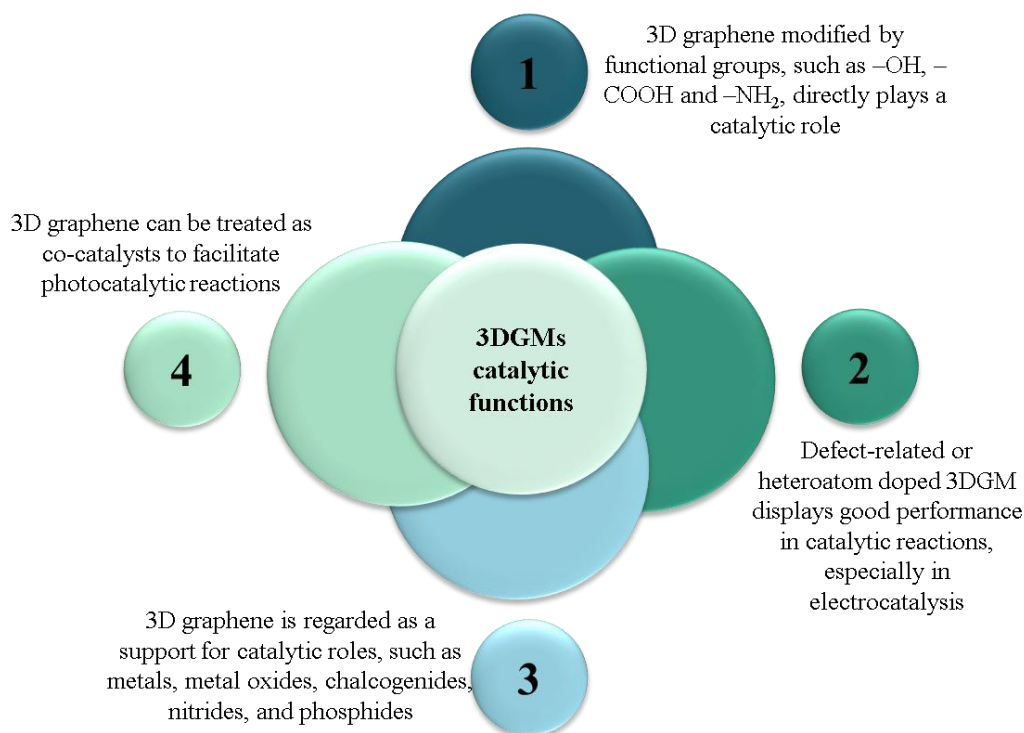 1
3D graphene modified by
functional groups, such as –OH, –
COOH and –NH₂, directly plays a
catalytic role
3D graphene can be treated as
co-catalysts to facilitate
photocatalytic reactions
4
3DGMs
catalytic
functions
2
Defect-related or
heteroatom doped 3DGM
displays good performance
in catalytic reactions,
especially in
electrocatalysis
3D graphene is regarded as a
support for catalytic roles, such as
metals, metal oxides, chalcogenides,
nitrides, and phosphides
3